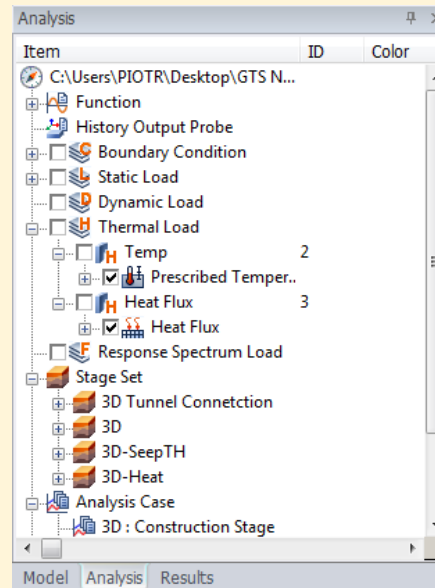 Analysis
Item ID Color
C:\Users\PIOTR\Desktop\GTS N...
Function
History Output Probe
Boundary Condition
Static Load
Dynamic Load
Thermal Load
Temp 2
Prescribed Temper..
Heat Flux 3
Heat Flux
Response Spectrum Load
Stage Set
3D Tunnel Connetction
3D
3D-SeepTH
3D-Heat
Analysis Case
3D : Construction Stage
Model Analysis Results